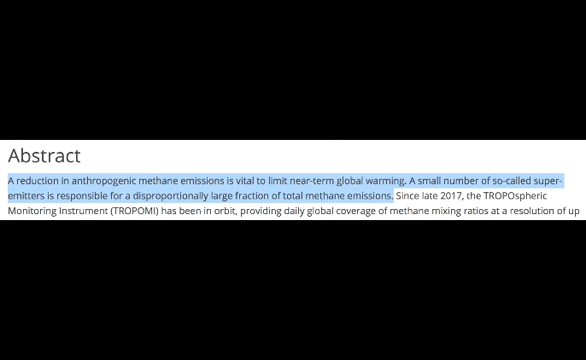 Abstract
A reduction in anthropogenic methane emissions is vital to limit near-term global warming. A small number of so-called super-
emitters is responsible for a disproportionally large fraction of total methane emissions. Since late 2017, the TROPOspheric
Monitoring Instrument (TROPOMI) has been in orbit, providing daily global coverage of methane mixing ratios at a resolution of up